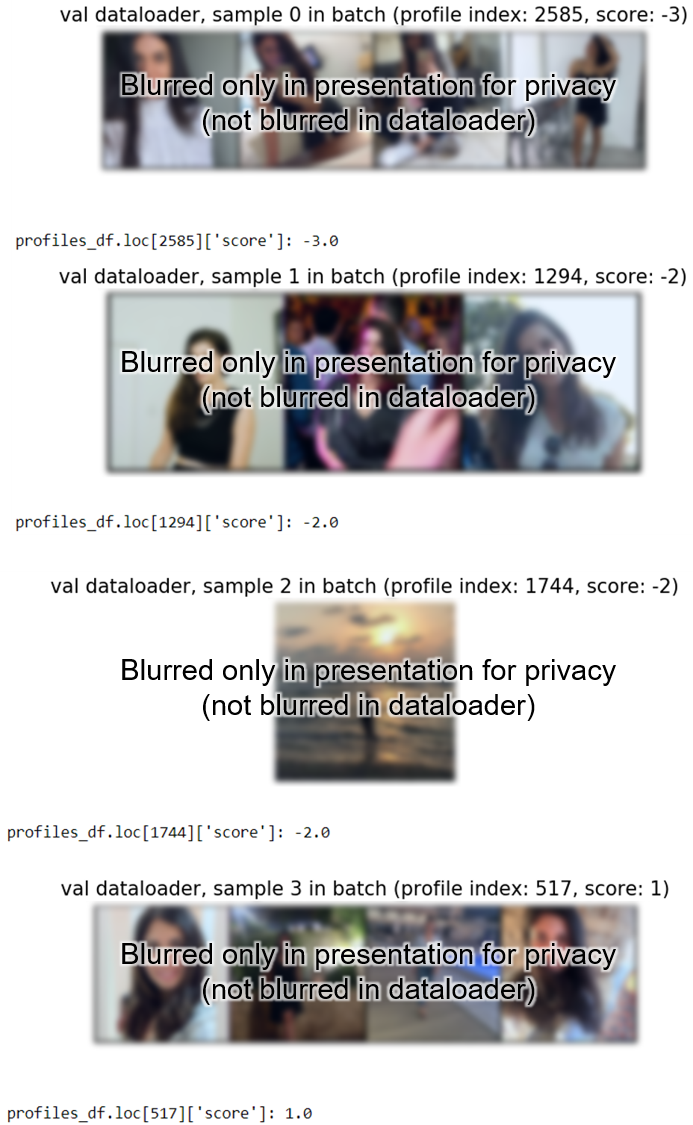 val dataloader, sample 0 in batch (profile index: 2585, score: -3)
Blurred only in presentation for privacy
(not blurred in dataloader)
profiles_df.loc[2585]['score']: -3.0
val dataloader, sample 1 in batch (profile index: 1294, score: -2)
Blurred only in presentation for privacy
(not blurred in dataloader)
profiles_df.loc[1294]['score']: -2.0
val dataloader, sample 2 in batch (profile index: 1744, score: -2)
Blurred only in presentation for privacy
(not blurred in dataloader)
profiles_df.loc[1744]['score']: -2.0
val dataloader, sample 3 in batch (profile index: 517, score: 1)
Blurred only in presentation for privacy
(not blurred in dataloader)
profiles_df.loc[517]['score']: 1.0